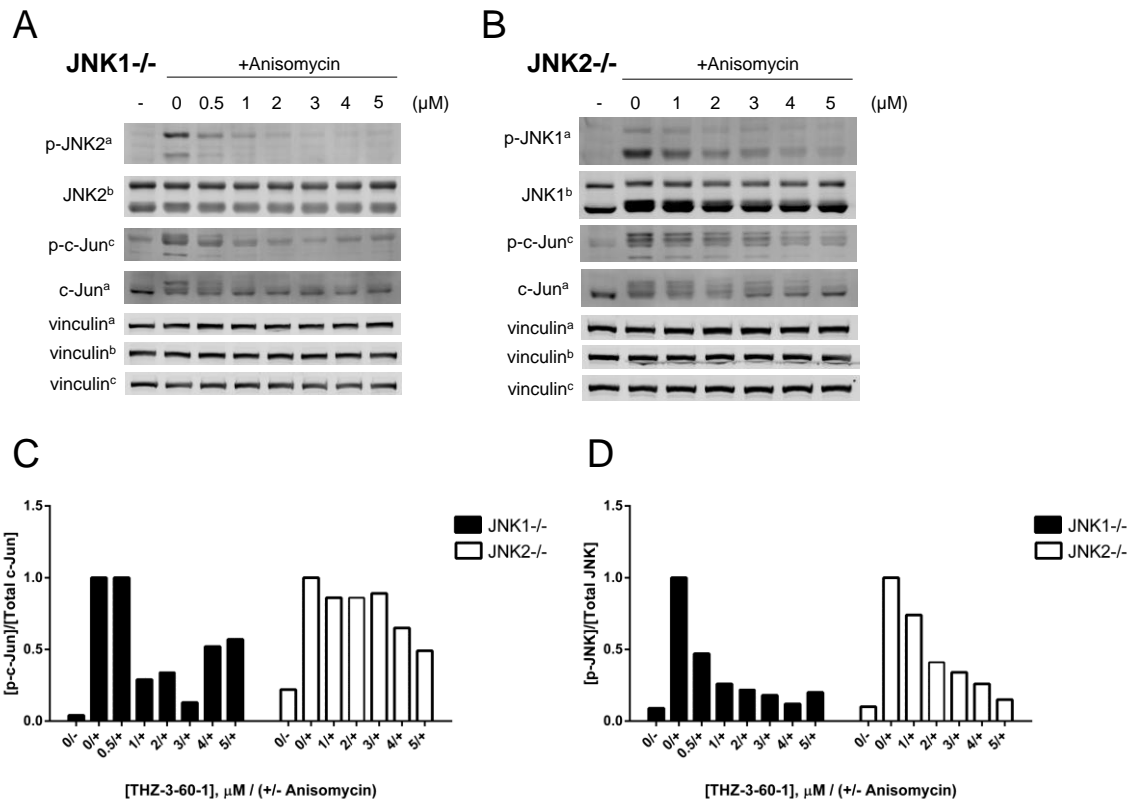 A
JNK1-/-
+Anisomycin
- 0 0.5 1 2 3 4 5 (µM)
p-JNK2ᵃ
JNK2ᵇ
p-c-Junᶜ
c-Junᵃ
vinculinᵃ
vinculinᵇ
vinculinᶜ
B
JNK2-/-
+Anisomycin
- 0 1 2 3 4 5 (µM)
p-JNK1ᵃ
JNK1ᵇ
p-c-Junᶜ
c-Junᵃ
vinculinᵃ
vinculinᵇ
vinculinᶜ
C
[p-c-Jun]/[Total c-Jun]
1.5
1.0
0.5
0.0
0/- 0/+ 0.5/+ 1/+ 2/+ 3/+ 4/+ 5/+ 0/- 0/+ 1/+ 2/+ 3/+ 4/+ 5/+
[THZ-3-60-1], µM / (+/- Anisomycin)
JNK1-/-
JNK2-/-
D
[p-JNK]/[Total JNK]
1.5
1.0
0.5
0.0
0/- 0/+ 0.5/+ 1/+ 2/+ 3/+ 4/+ 5/+ 0/- 0/+ 1/+ 2/+ 3/+ 4/+ 5/+
[THZ-3-60-1], µM / (+/- Anisomycin)
JNK1-/-
JNK2-/-